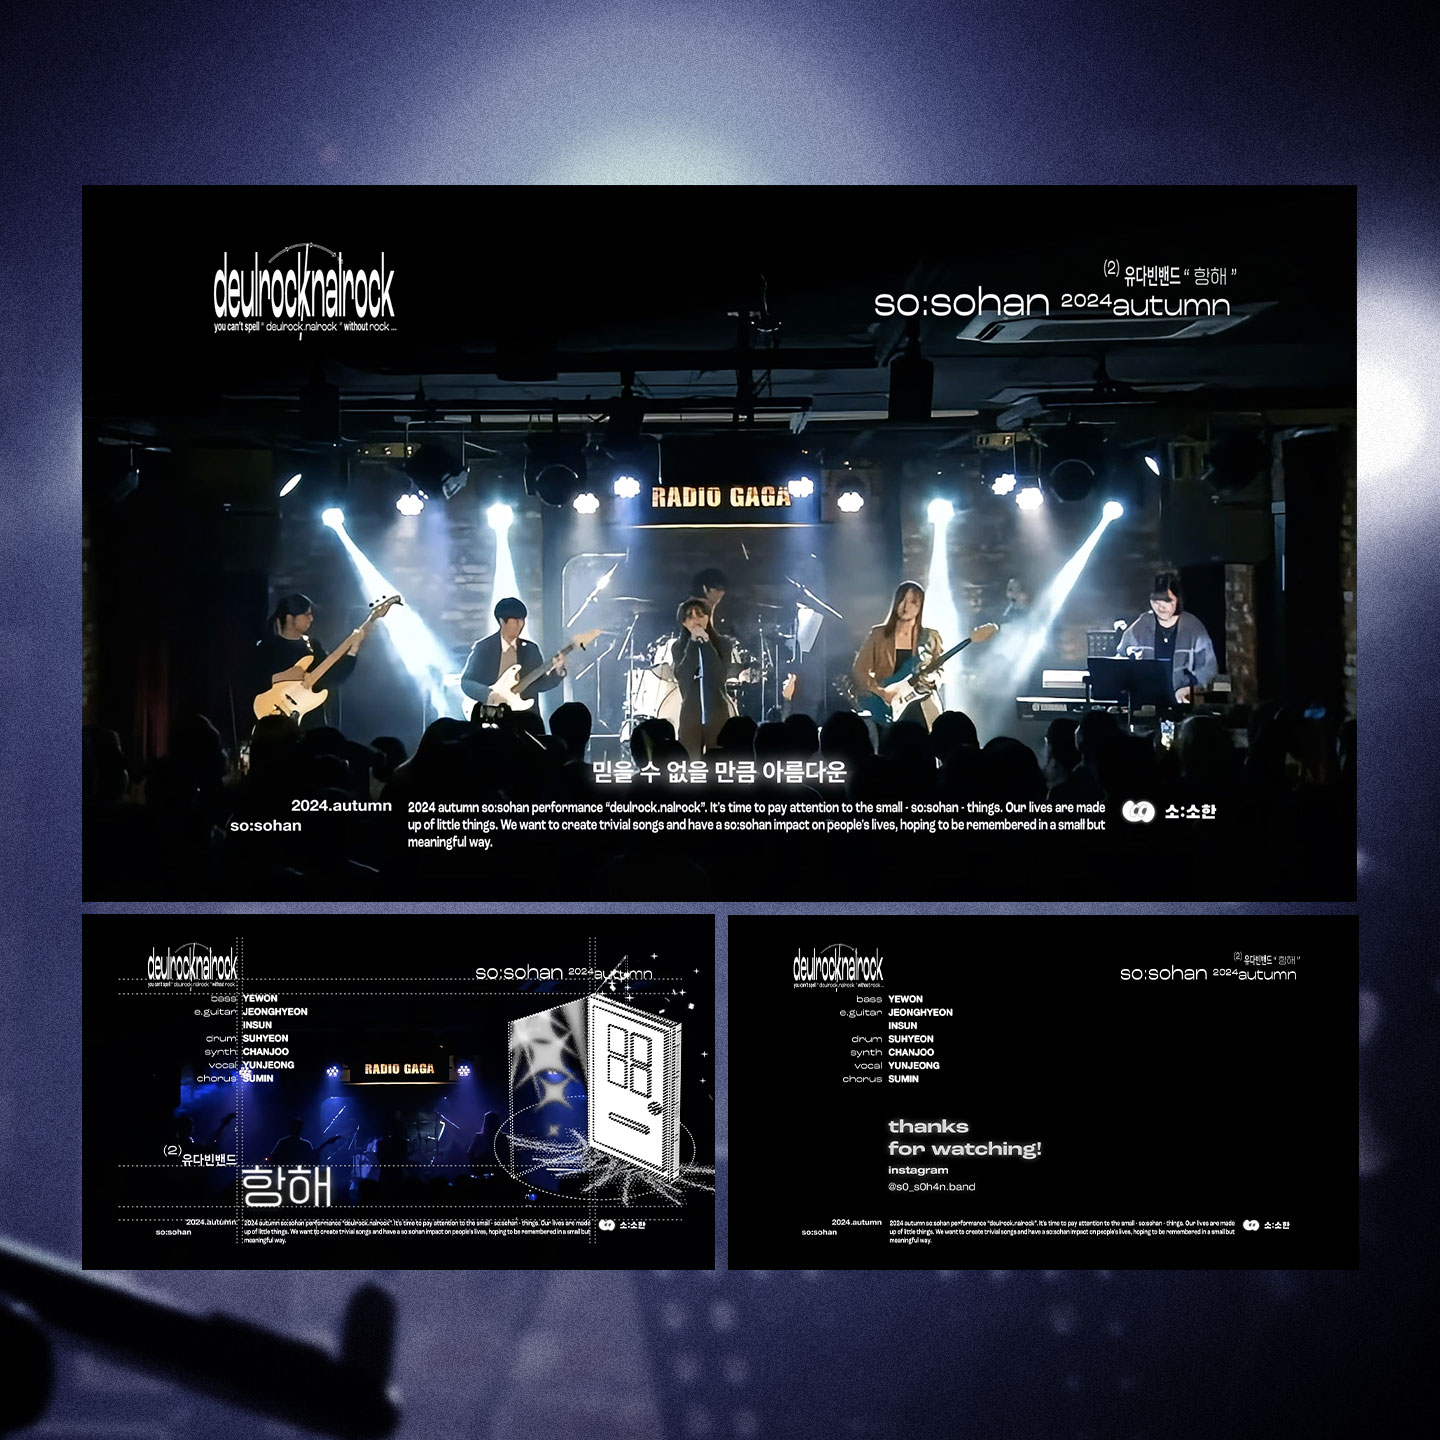 deulrocknalrock
you can't spell " deulrock.nalrock " without rock ...
(2) 유다빈밴드 “ 항해 ”
so:sohan 2024autumn
RADIO GAGA
YAMAHA
믿을 수 없을 만큼 아름다운
2024.autumn
so:sohan
2024 autumn so:sohan performance “deulrock.nalrock”. It's time to pay attention to the small - so:sohan - things. Our lives are made
up of little things. We want to create trivial songs and have a so:sohan impact on people's lives, hoping to be remembered in a small but
meaningful way.
소:소한
deulrocknalrock
you can't spell " deulrock.nalrock " without rock ...
so:sohan 2024autumn
bass YEWON
e.guitar JEONGHYEON
INSUN
drum SUHYEON
synth CHANJOO
vocal YUNJEONG
chorus SUMIN
RADIO GAGA
(2) 유다빈밴드
항해
2024.autumn
so:sohan
2024 autumn so:sohan performance “deulrock.nalrock”. It's time to pay attention to the small - so:sohan - things. Our lives are made
up of little things. We want to create trivial songs and have a so:sohan impact on people's lives, hoping to be remembered in a small but
meaningful way.
소:소한
deulrocknalrock
you can't spell " deulrock.nalrock " without rock ...
(2) 유다빈밴드 “ 항해 ”
so:sohan 2024autumn
bass YEWON
e.guitar JEONGHYEON
INSUN
drum SUHYEON
synth CHANJOO
vocal YUNJEONG
chorus SUMIN
thanks
for watching!
instagram
@s0_s0h4n.band
2024.autumn
so:sohan
2024 autumn so:sohan performance “deulrock.nalrock”. It's time to pay attention to the small - so:sohan - things. Our lives are made
up of little things. We want to create trivial songs and have a so:sohan impact on people's lives, hoping to be remembered in a small but
meaningful way.
소:소한